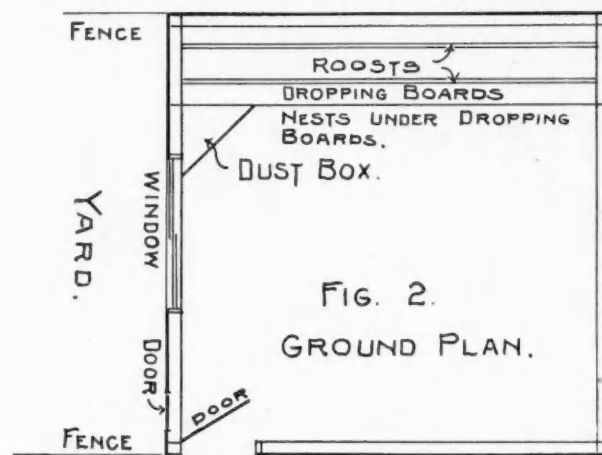 FENCE
ROOSTS
DROPPING BOARDS
NESTS UNDER DROPPING
BOARDS.
DUST BOX.
WINDOW
YARD.
FIG. 2.
GROUND PLAN.
DOOR
DOOR
FENCE